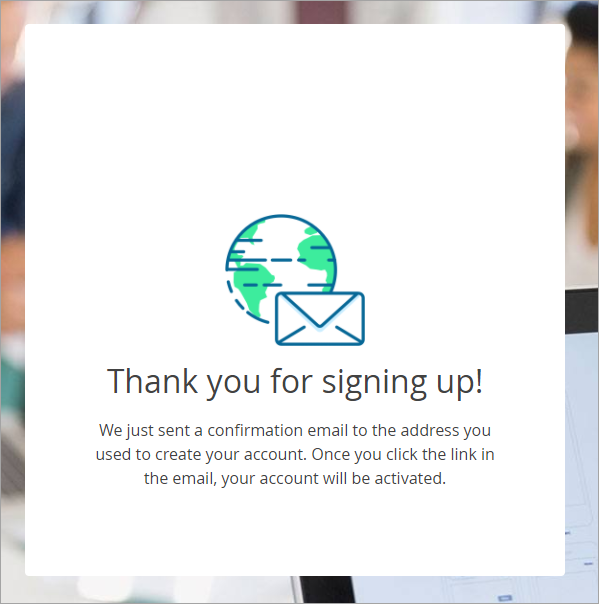 Thank you for signing up!
We just sent a confirmation email to the address you
used to create your account. Once you click the link in
the email, your account will be activated.